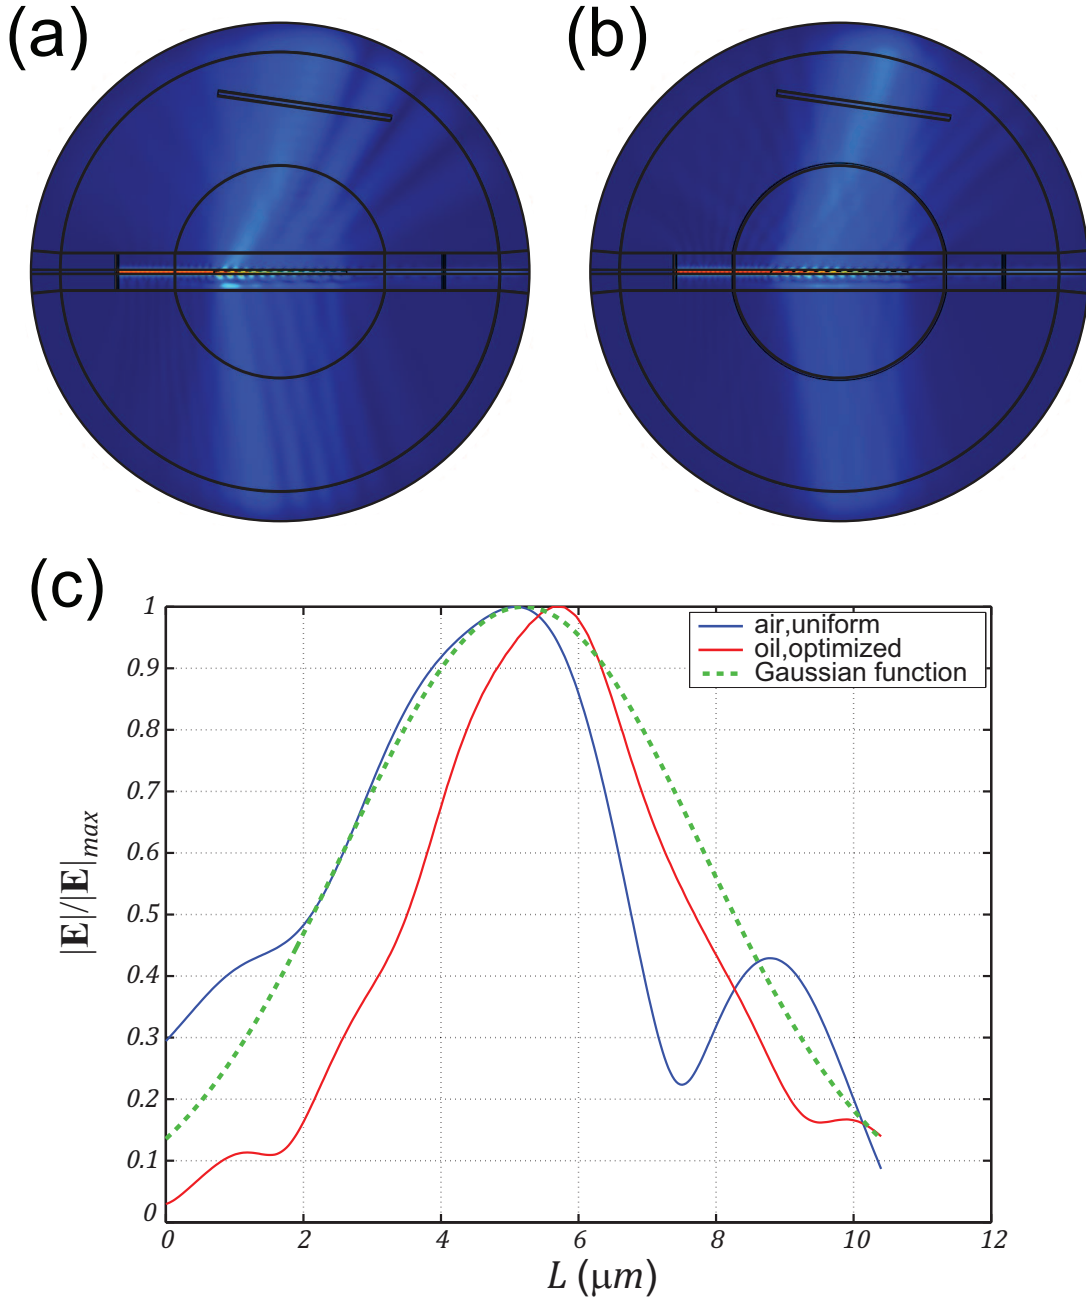 (a)
(b)
(c)
1
0.9
0.8
0.7
0.6
0.5
0.4
0.3
0.2
0.1
0
|E|/|E|max
air,uniform
oil,optimized
Gaussian function
0 2 4 6 8 10 12
L (μm)